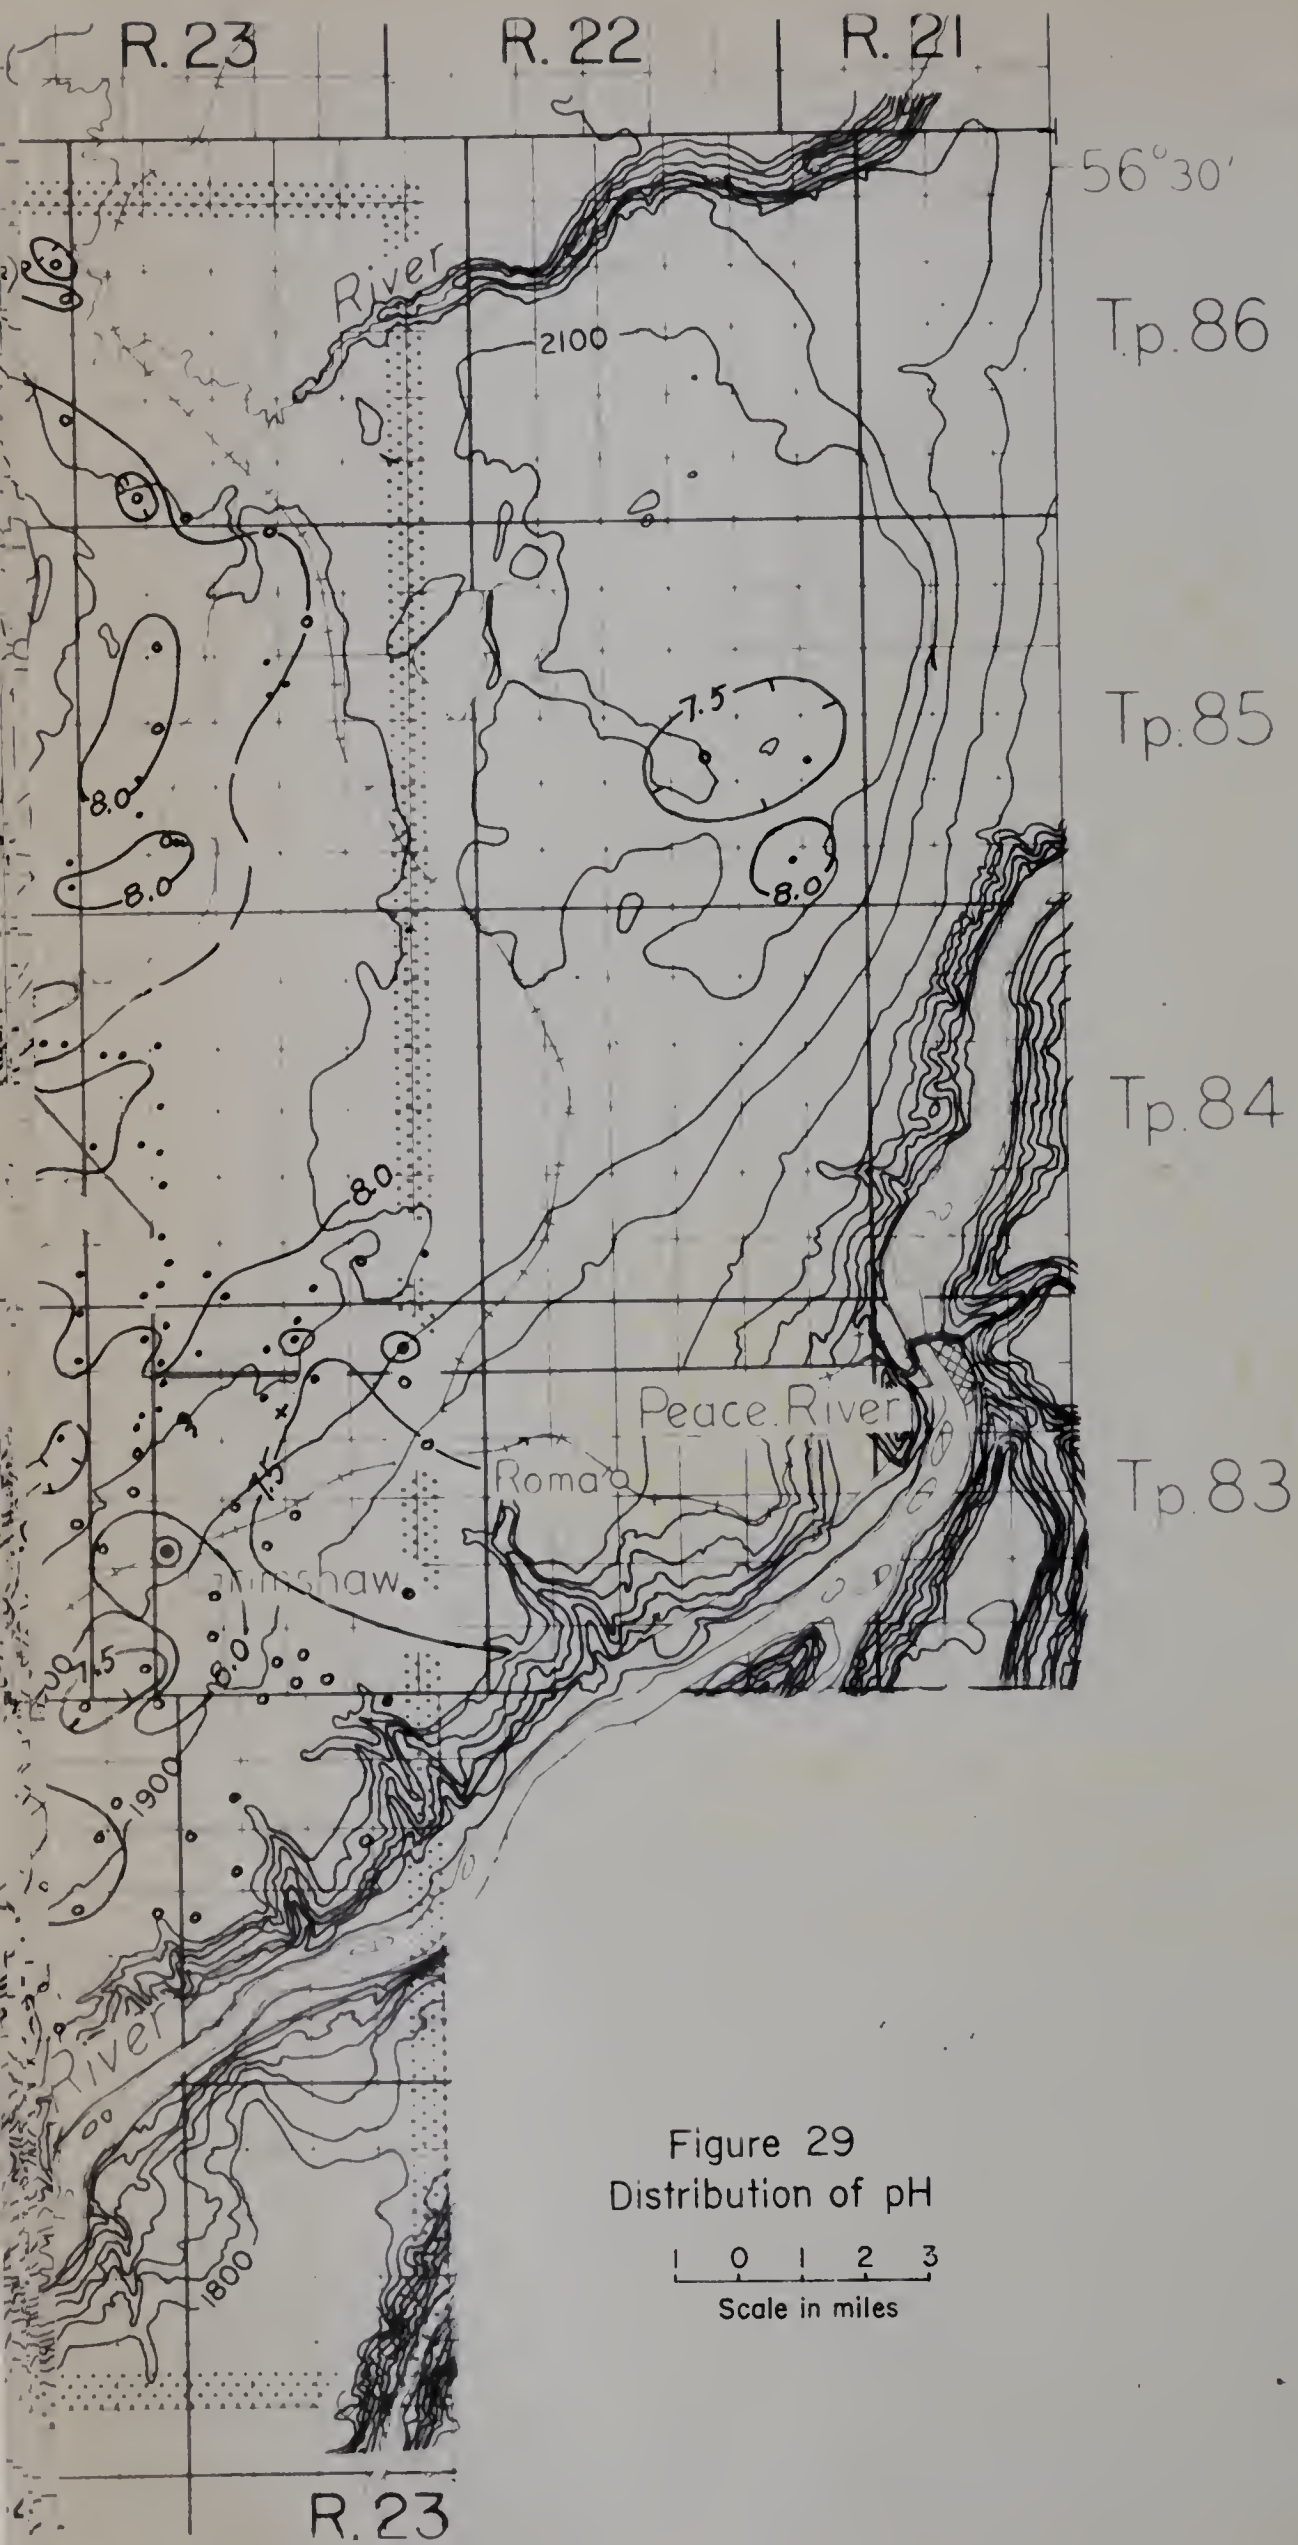 R. 23 R. 22 R. 21
56°30'
River
Tp. 86
2100
7.5
Tp. 85
8.0
8.0
8.0
Tp. 84
8.0
Peace River
Roma
7.5
Tp. 83
7.5
8.0
1900
River
Figure 29
Distribution of pH
1 0 1 2 3
Scale in miles
1800
R. 23